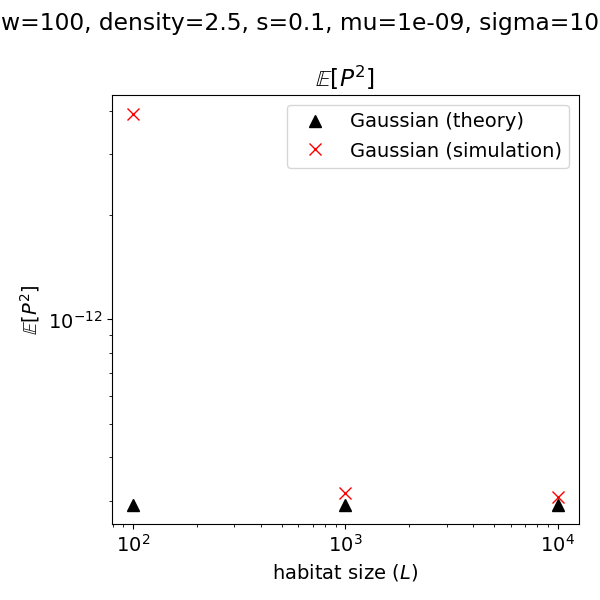 w=100, density=2.5, s=0.1, mu=1e-09, sigma=10
𝔼[P²]
Gaussian (theory)
Gaussian (simulation)
𝔼[P²]
10⁻¹²
10² 10³ 10⁴
habitat size (L)